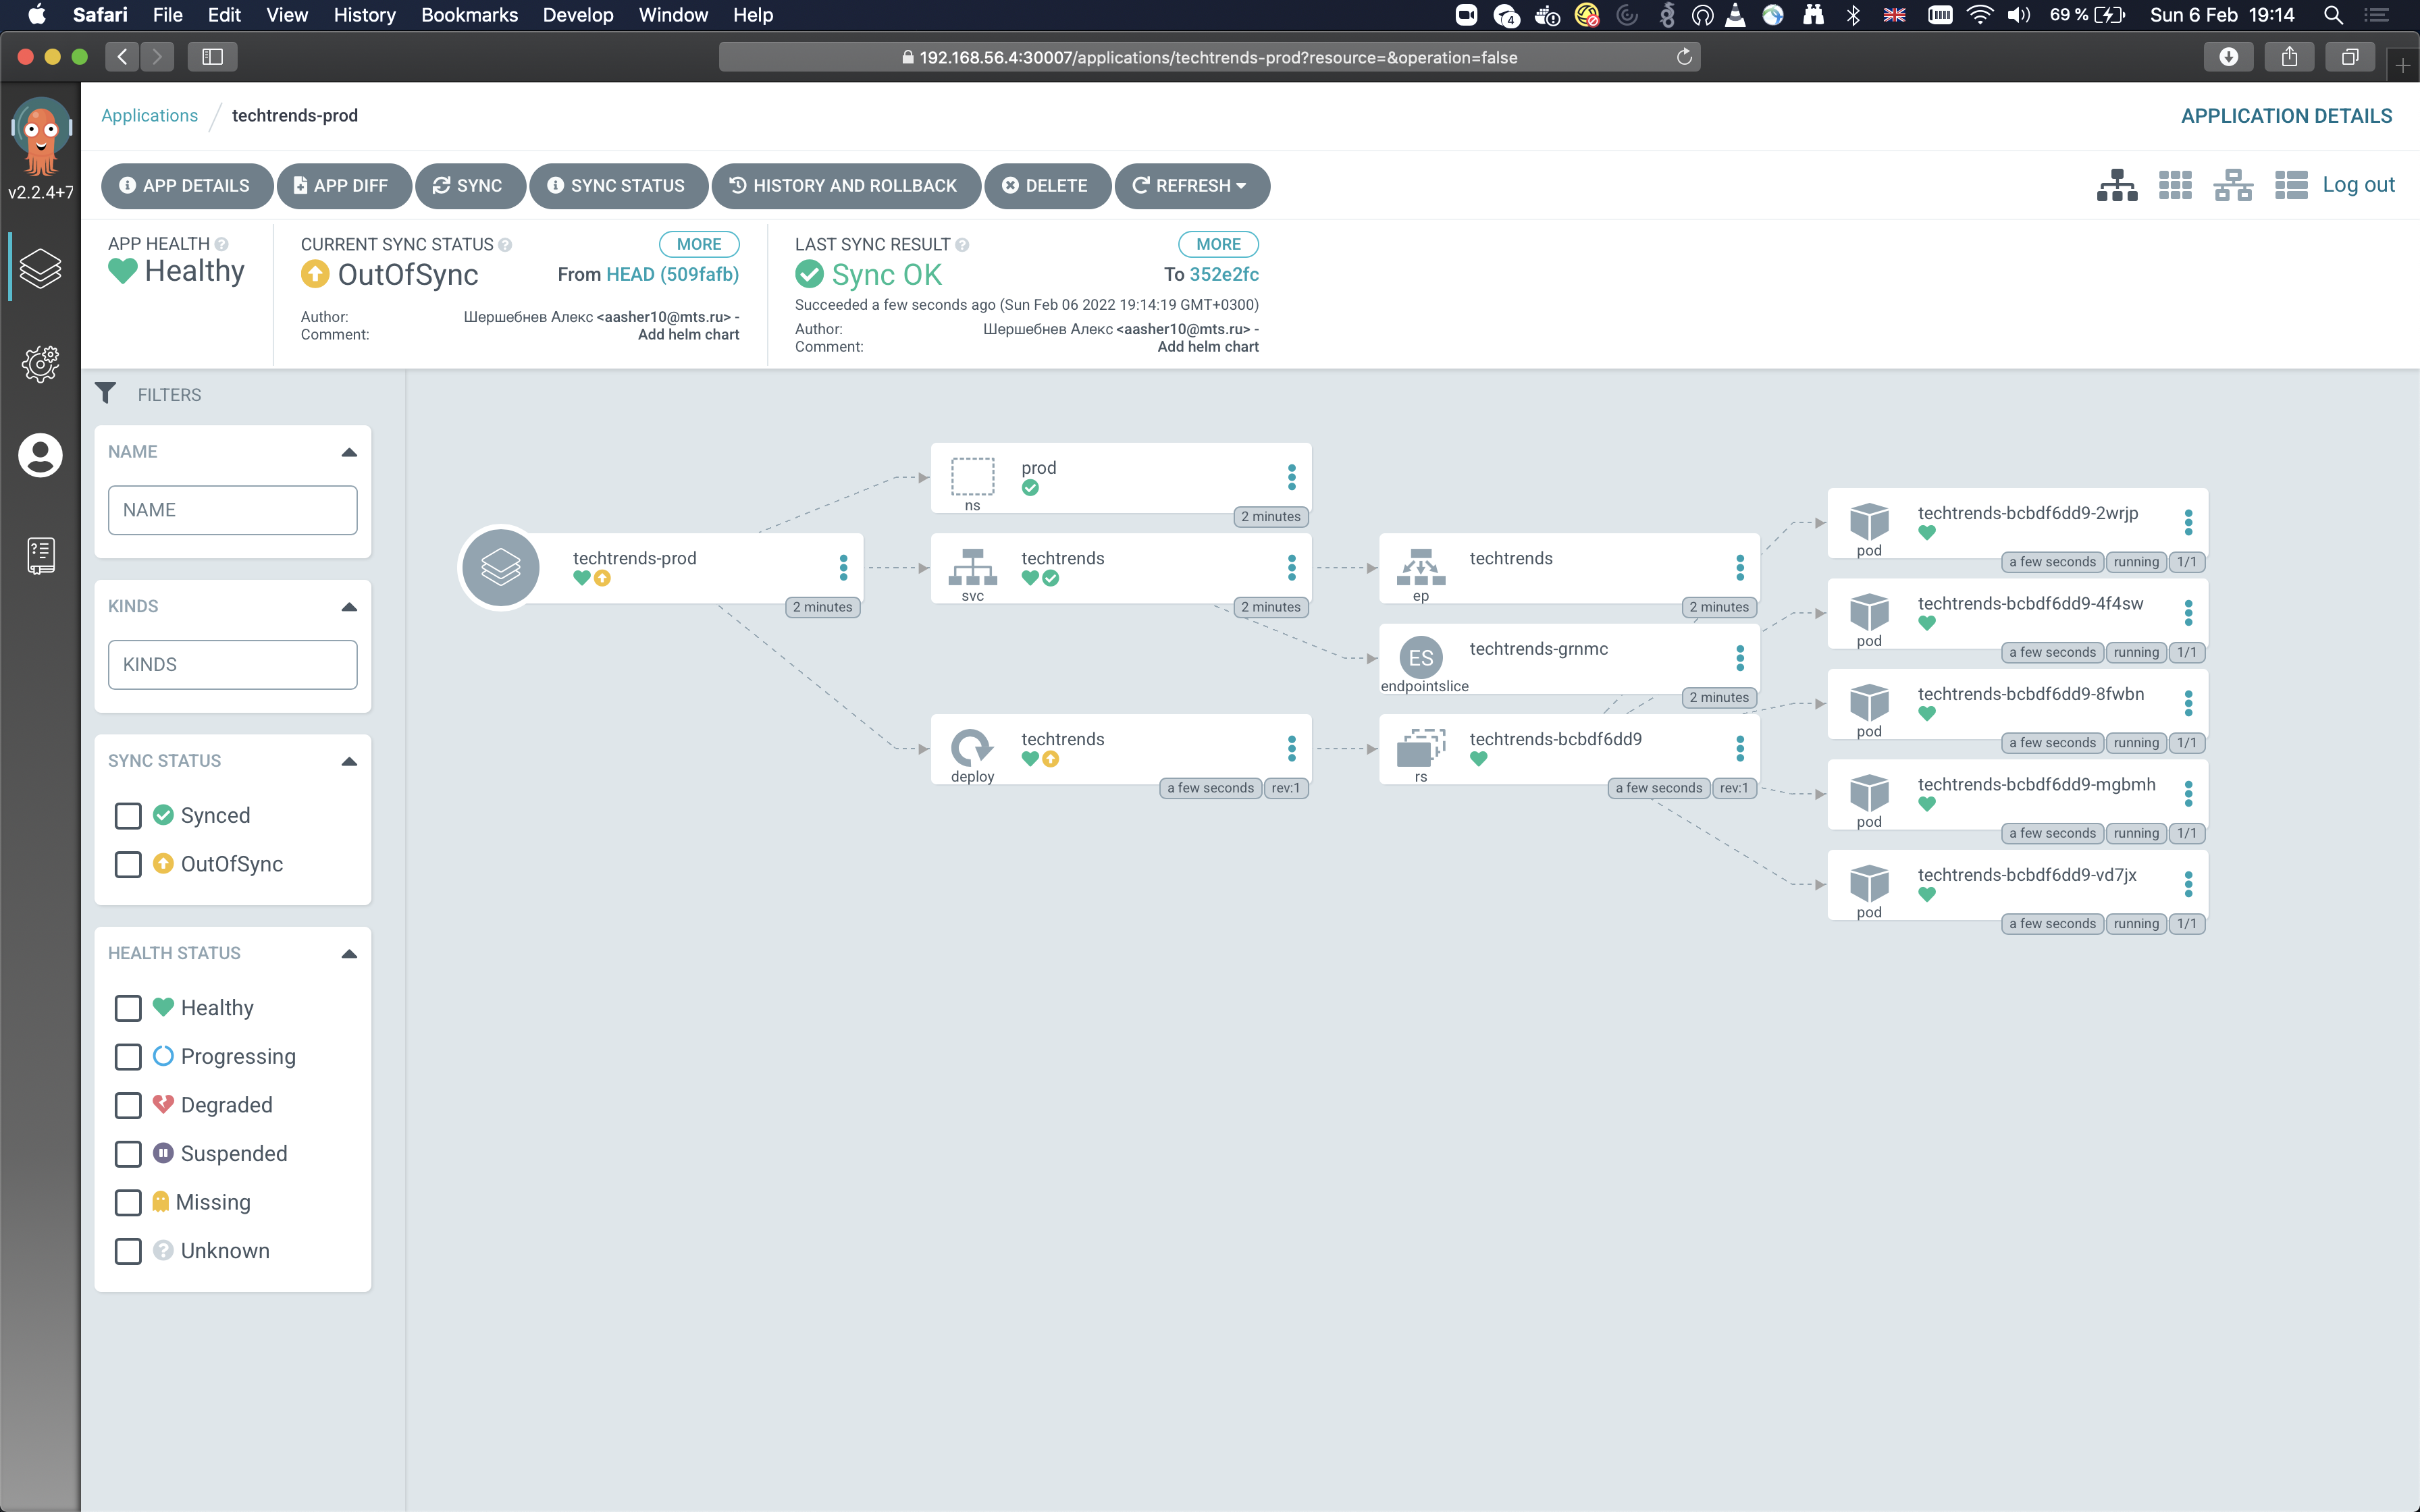 Safari File Edit View History Bookmarks Develop Window Help 4 69 % Sun 6 Feb 19:14
192.168.56.4:30007/applications/techtrends-prod?resource=&operation=false
v2.2.4+7
Applications / techtrends-prod
APPLICATION DETAILS
APP DETAILS APP DIFF SYNC SYNC STATUS HISTORY AND ROLLBACK DELETE REFRESH
Log out
APP HEALTH
Healthy
CURRENT SYNC STATUS MORE
OutOfSync From HEAD (509fafb)
Author: Шершебнев Алекс <aasher10@mts.ru> -
Comment: Add helm chart
LAST SYNC RESULT MORE
Sync OK To 352e2fc
Succeeded a few seconds ago (Sun Feb 06 2022 19:14:19 GMT+0300)
Author: Шершебнев Алекс <aasher10@mts.ru> -
Comment: Add helm chart
FILTERS
NAME
NAME
KINDS
KINDS
SYNC STATUS
Synced
OutOfSync
HEALTH STATUS
Healthy
Progressing
Degraded
Suspended
Missing
Unknown
techtrends-prod
2 minutes
prod
ns
2 minutes
techtrends
svc
2 minutes
techtrends
deploy
a few seconds rev:1
techtrends
ep
2 minutes
ES
techtrends-grnmc
endpointslice
2 minutes
techtrends-bcbdf6dd9
rs
a few seconds rev:1
techtrends-bcbdf6dd9-2wrjp
pod
a few seconds running 1/1
techtrends-bcbdf6dd9-4f4sw
pod
a few seconds running 1/1
techtrends-bcbdf6dd9-8fwbn
pod
a few seconds running 1/1
techtrends-bcbdf6dd9-mgbmh
pod
a few seconds running 1/1
techtrends-bcbdf6dd9-vd7jx
pod
a few seconds running 1/1